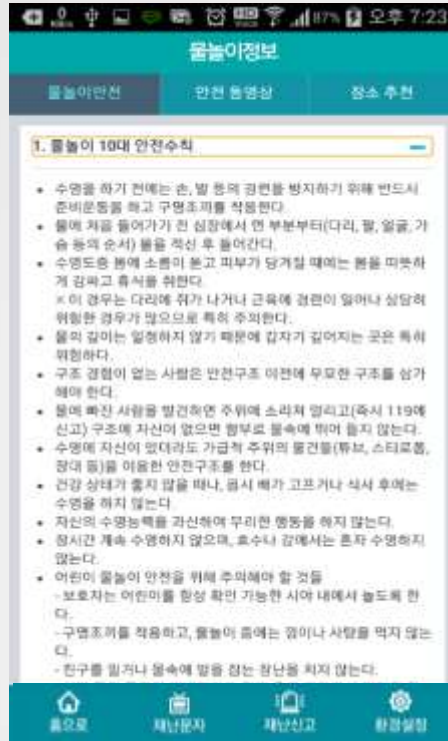 87% 오후 7:22
물놀이정보
물놀이안전 안전 동영상 장소 추천
1. 물놀이 10대 안전수칙
• 수영을 하기 전에는 손, 발 등의 경련을 방지하기 위해 반드시
준비운동을 하고 구명조끼를 착용한다.
• 물에 처음 들어가기 전 심장에서 먼 부분부터(다리, 팔, 얼굴, 가
슴 등의 순서) 물을 적신 후 들어간다.
• 수영도중 몸에 소름이 돋고 피부가 당겨질 때에는 몸을 따뜻하
게 감싸고 휴식을 취한다.
※ 이 경우는 다리에 쥐가 나거나 근육에 경련이 일어나 상당히
위험한 경우가 많으므로 특히 주의한다.
• 물의 깊이는 일정하지 않기 때문에 갑자기 깊어지는 곳은 특히
위험하다.
• 구조 경험이 없는 사람은 안전구조 이전에 무모한 구조를 삼가
해야 한다.
• 물에 빠진 사람을 발견하면 주위에 소리쳐 알리고(즉시 119에
신고) 구조에 자신이 없으면 함부로 물속에 뛰어 들지 않는다.
• 수영에 자신이 있더라도 가급적 주위의 물건들(튜브, 스티로폼,
장대 등)을 이용한 안전구조를 한다.
• 건강 상태가 좋지 않을 때나, 몹시 배가 고프거나 식사 후에는
수영을 하지 않는다.
• 자신의 수영능력을 과신하여 무리한 행동을 하지 않는다.
• 장시간 계속 수영하지 않으며, 호수나 강에서는 혼자 수영하지
않는다.
• 어린이 물놀이 안전을 위해 주의해야 할 것들
- 보호자는 어린이를 항상 확인 가능한 시야 내에서 놀도록 한
다.
- 구명조끼를 착용하고, 물놀이 중에는 껌이나 사탕을 먹지 않는
다.
- 친구를 밀거나 물속에 발을 잡는 장난을 치지 않는다.
홈으로 재난문자 재난신고 환경설정